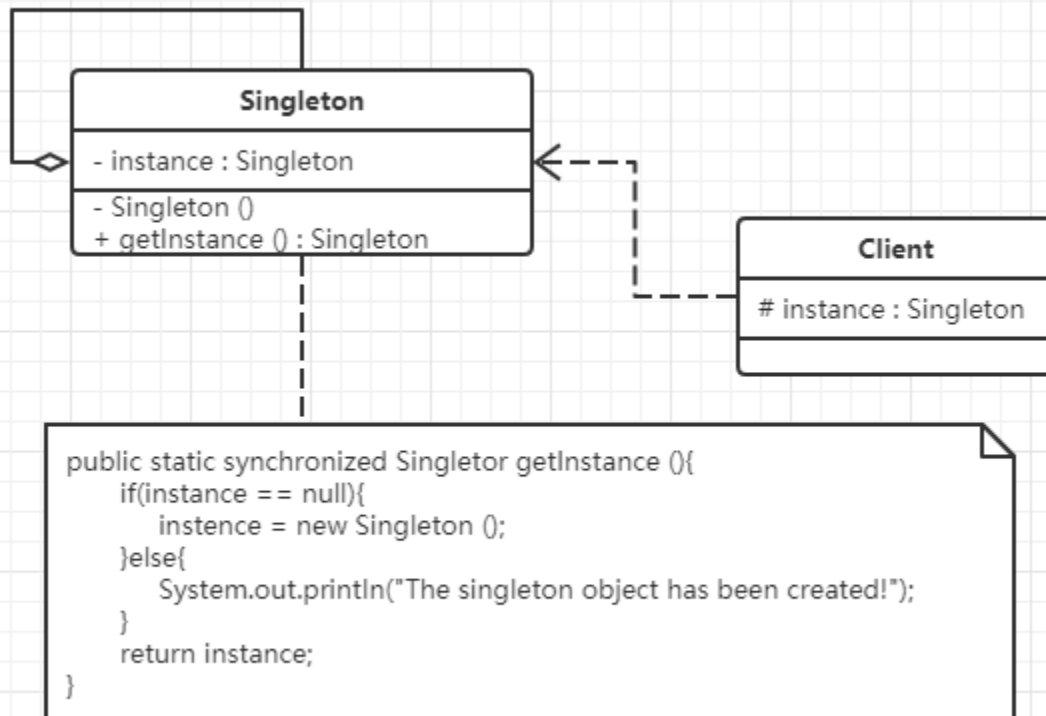 Singleton
- instance : Singleton
- Singleton ()
+ getInstance () : Singleton
Client
# instance : Singleton
public static synchronized Singletor getInstance (){
if(instance == null){
instence = new Singleton ();
}else{
System.out.println("The singleton object has been created!");
}
return instance;
}